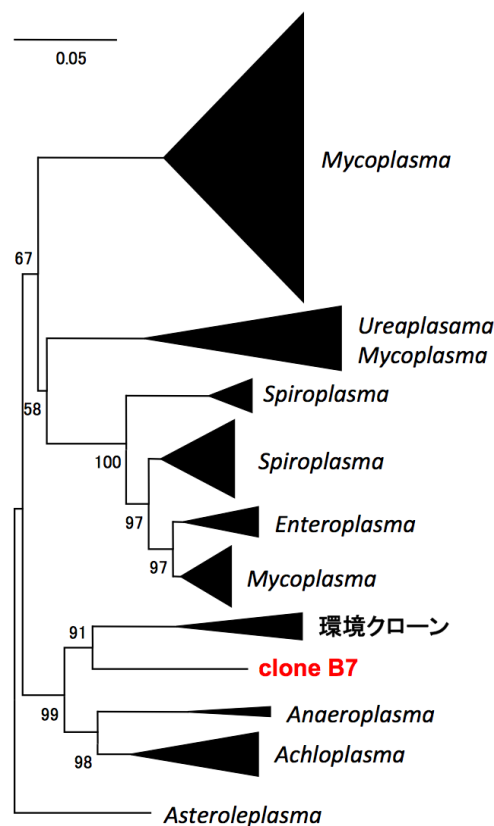 0.05
Mycoplasma
67
Ureaplasama
Mycoplasma
Spiroplasma
58
100
Spiroplasma
97
Enteroplasma
97
Mycoplasma
91
環境クローン
clone B7
99
Anaeroplasma
98
Achloplasma
Asteroleplasma